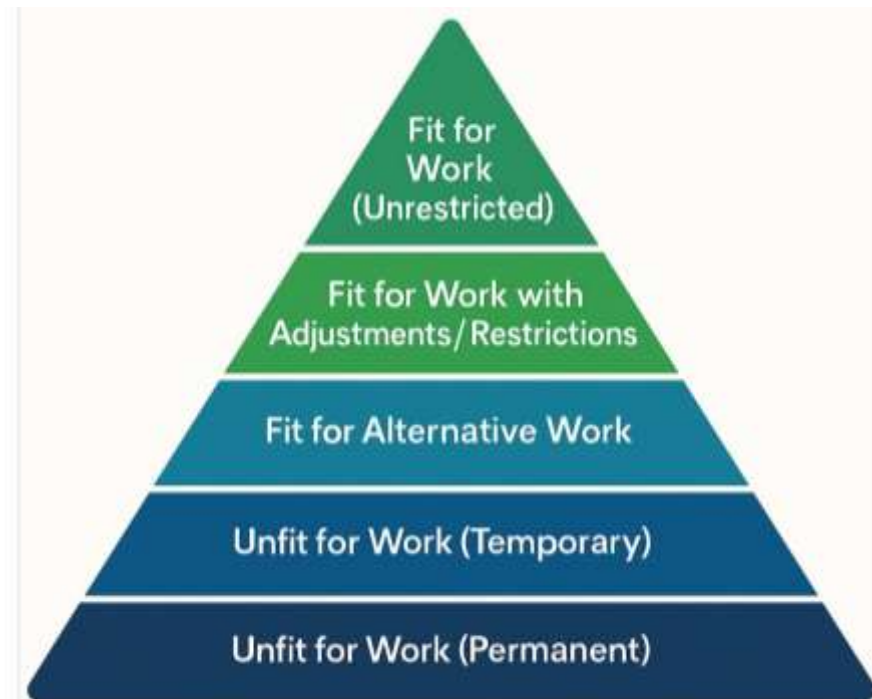 Fit for
Work
(Unrestricted)
Fit for Work with
Adjustments/Restrictions
Fit for Alternative Work
Unfit for Work (Temporary)
Unfit for Work (Permanent)